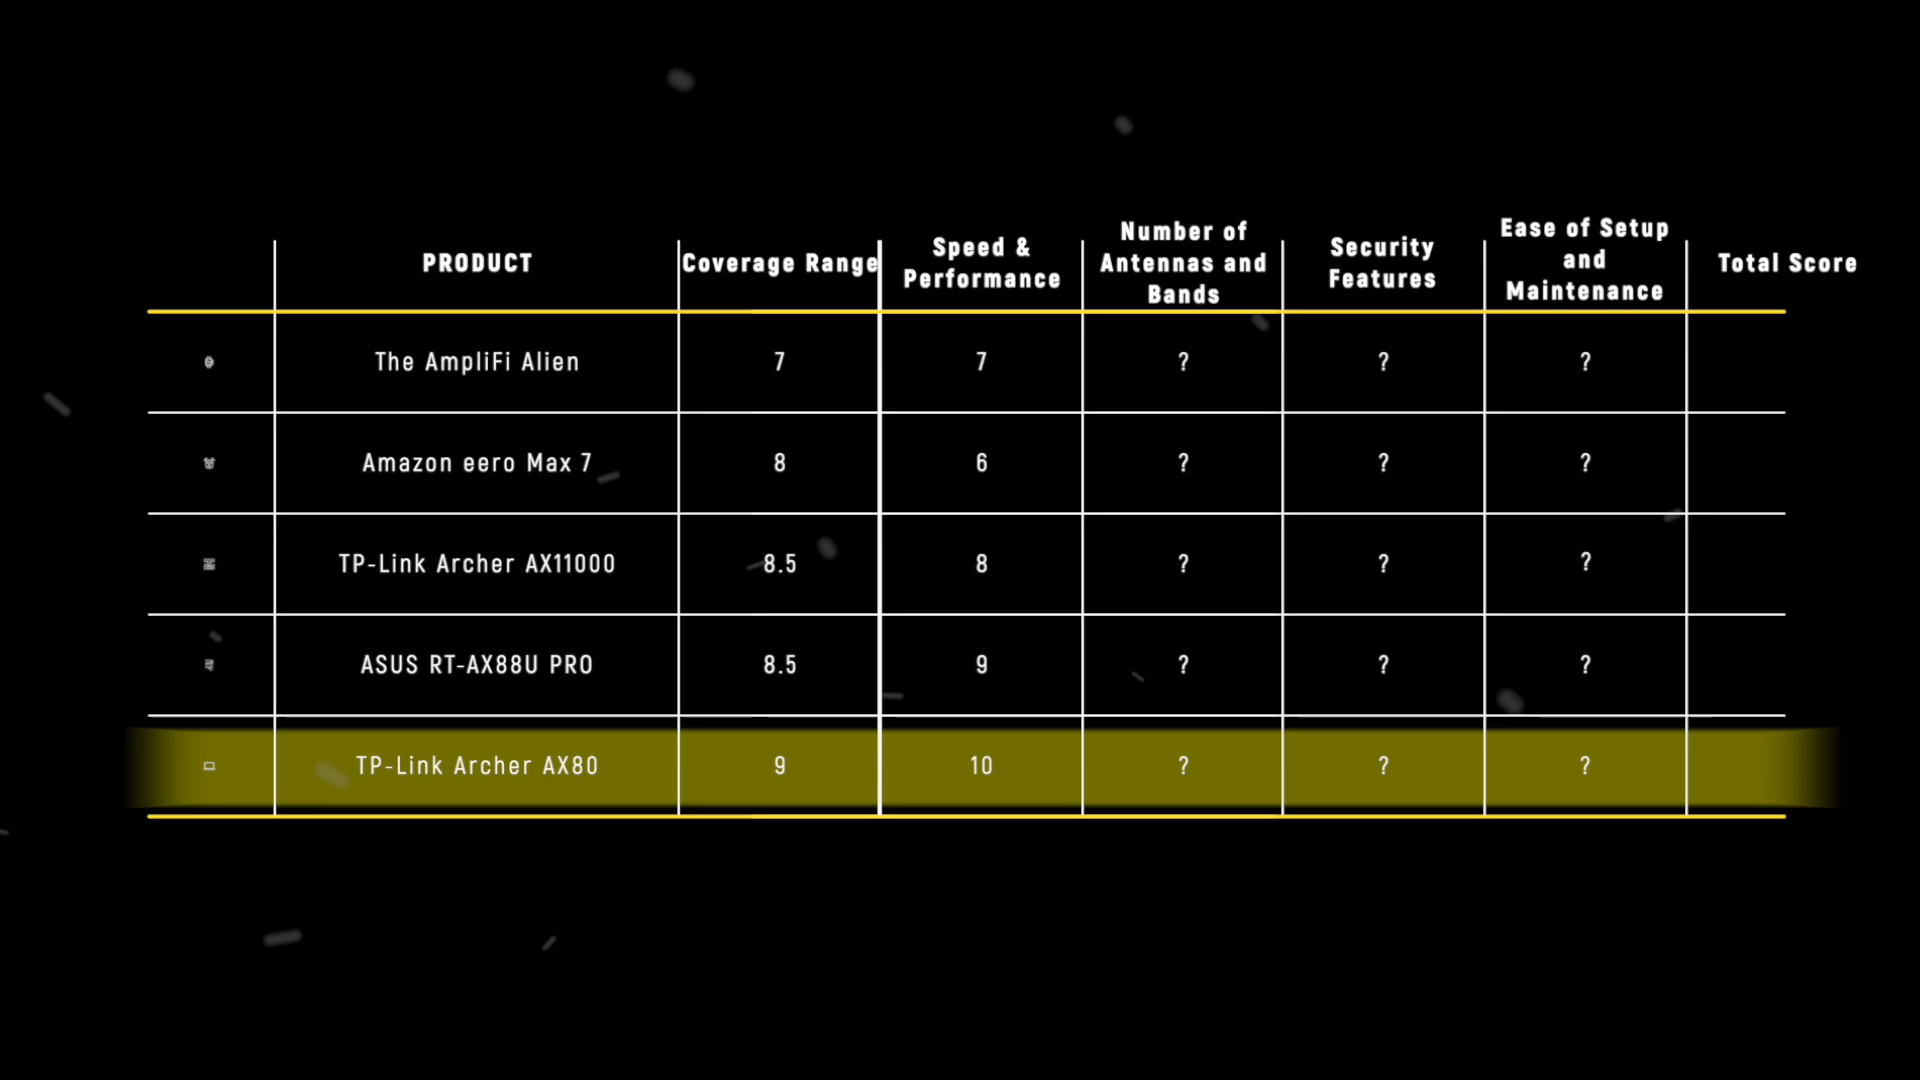 PRODUCT Coverage Range Speed & Performance Number of Antennas and Bands Security Features Ease of Setup and Maintenance Total Score
The AmpliFi Alien 7 7 ? ? ?
Amazon eero Max 7 8 6 ? ? ?
TP-Link Archer AX11000 8.5 8 ? ? ?
ASUS RT-AX88U PRO 8.5 9 ? ? ?
TP-Link Archer AX80 9 10 ? ? ?